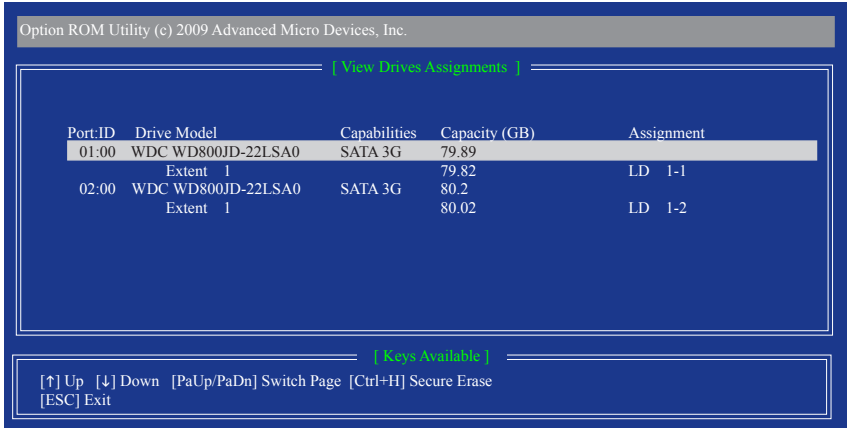 Option ROM Utility (c) 2009 Advanced Micro Devices, Inc.
[ View Drives Assignments ]
Port:ID Drive Model Capabilities Capacity (GB) Assignment
01:00 WDC WD800JD-22LSA0 SATA 3G 79.89
Extent 1 79.82 LD 1-1
02:00 WDC WD800JD-22LSA0 SATA 3G 80.2
Extent 1 80.02 LD 1-2
[ Keys Available ]
[↑] Up [↓] Down [PaUp/PaDn] Switch Page [Ctrl+H] Secure Erase
[ESC] Exit